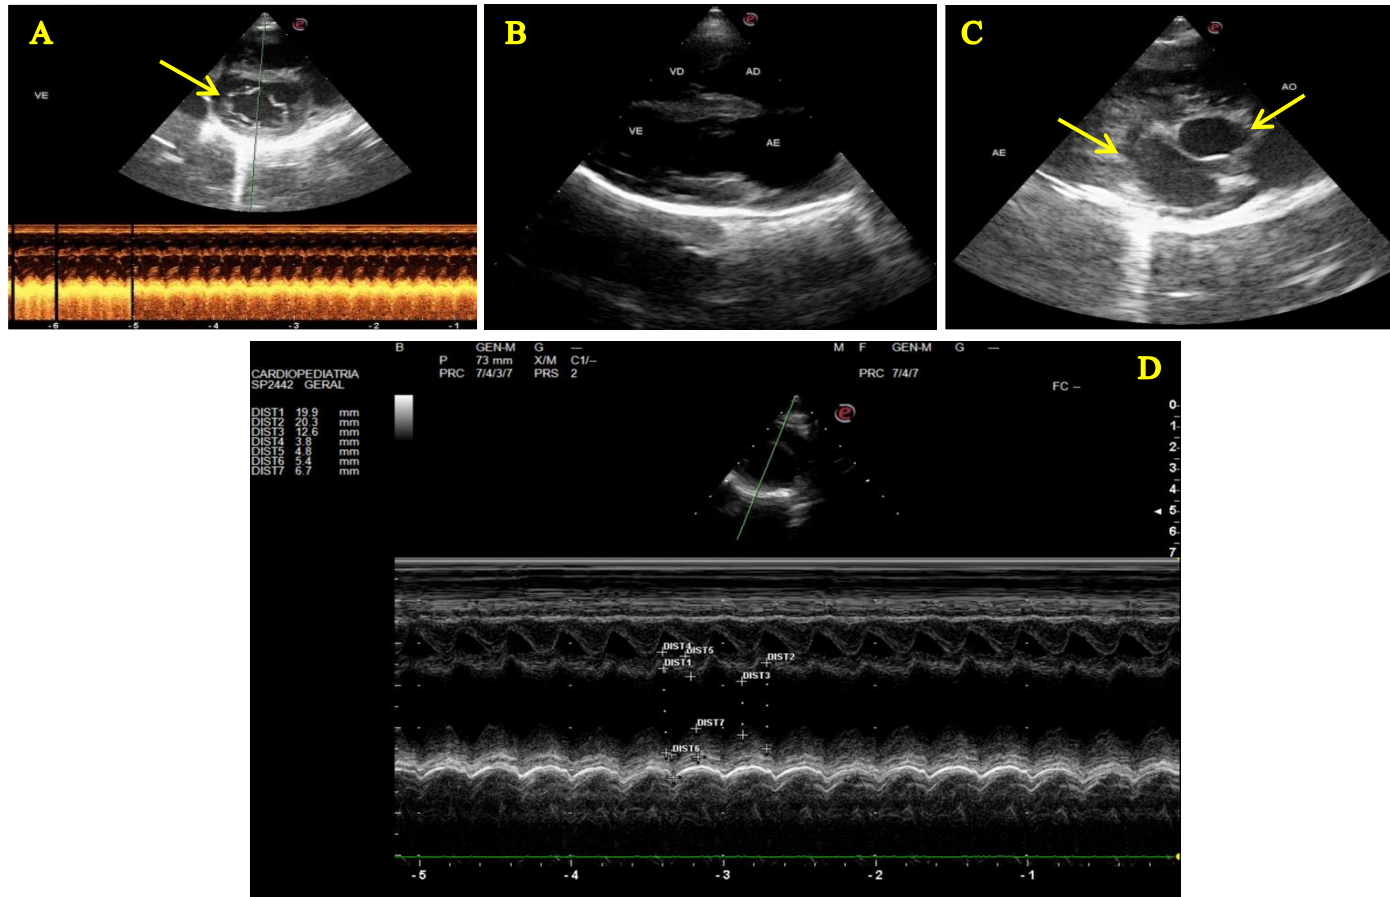 A
VE
-6 -5 -4 -3 -2 -1
B
VD AD
VE AE
C
AO
AE
D
B GEN-M G —
P 73 mm X/M C1/–
PRC 7/4/3/7 PRS 2
M F GEN-M G —
PRC 7/4/7
FC –
CARDIOPEDIATRIA
SP2442 GERAL
DIST1 19.9 mm
DIST2 20.3 mm
DIST3 12.6 mm
DIST4 3.8 mm
DIST5 4.8 mm
DIST6 5.4 mm
DIST7 6.7 mm
0
1
2
3
4
5
6
7
DIST4
DIST5
DIST1
DIST2
DIST3
DIST7
DIST6
-5 -4 -3 -2 -1